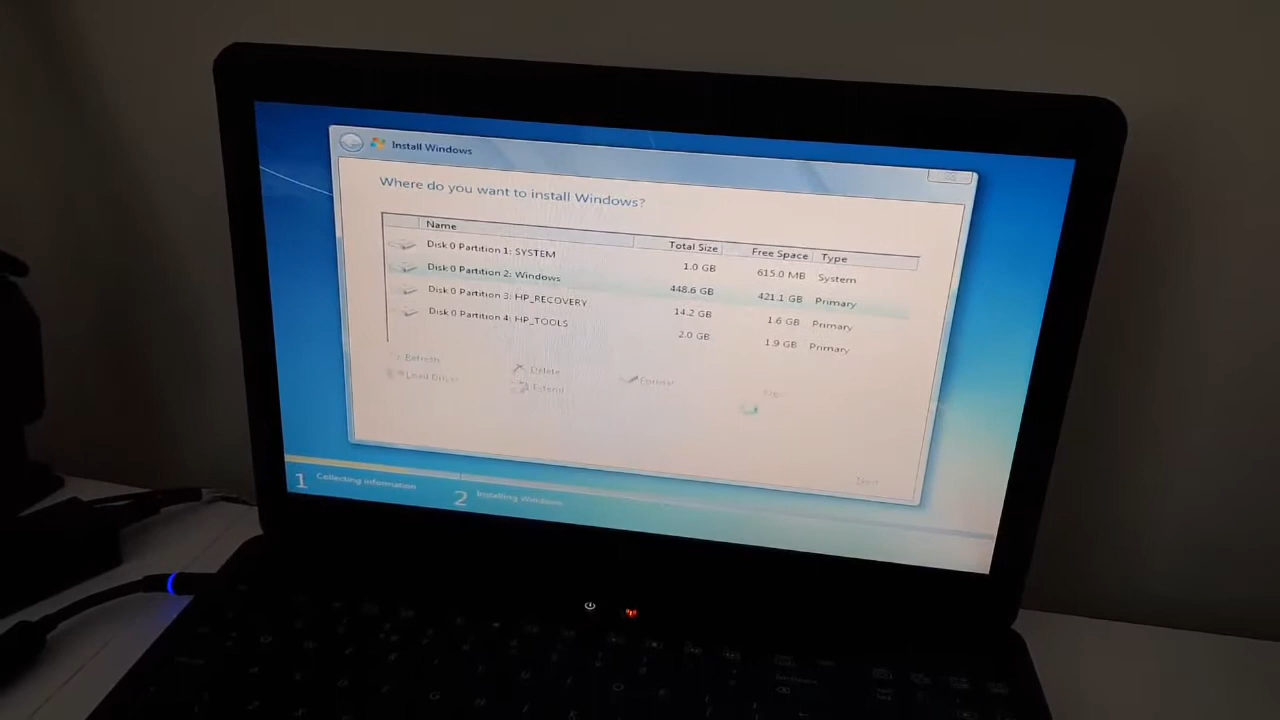 Install Windows
Where do you want to install Windows?
Name Total Size Free Space Type
Disk 0 Partition 1: SYSTEM 1.0 GB 615.0 MB System
Disk 0 Partition 2: Windows 448.6 GB 421.1 GB Primary
Disk 0 Partition 3: HP_RECOVERY 14.2 GB 1.6 GB Primary
Disk 0 Partition 4: HP_TOOLS 2.0 GB 1.9 GB Primary
Refresh Delete Format
Load Driver Extend
Next
1 Collecting information 2 Installing Windows